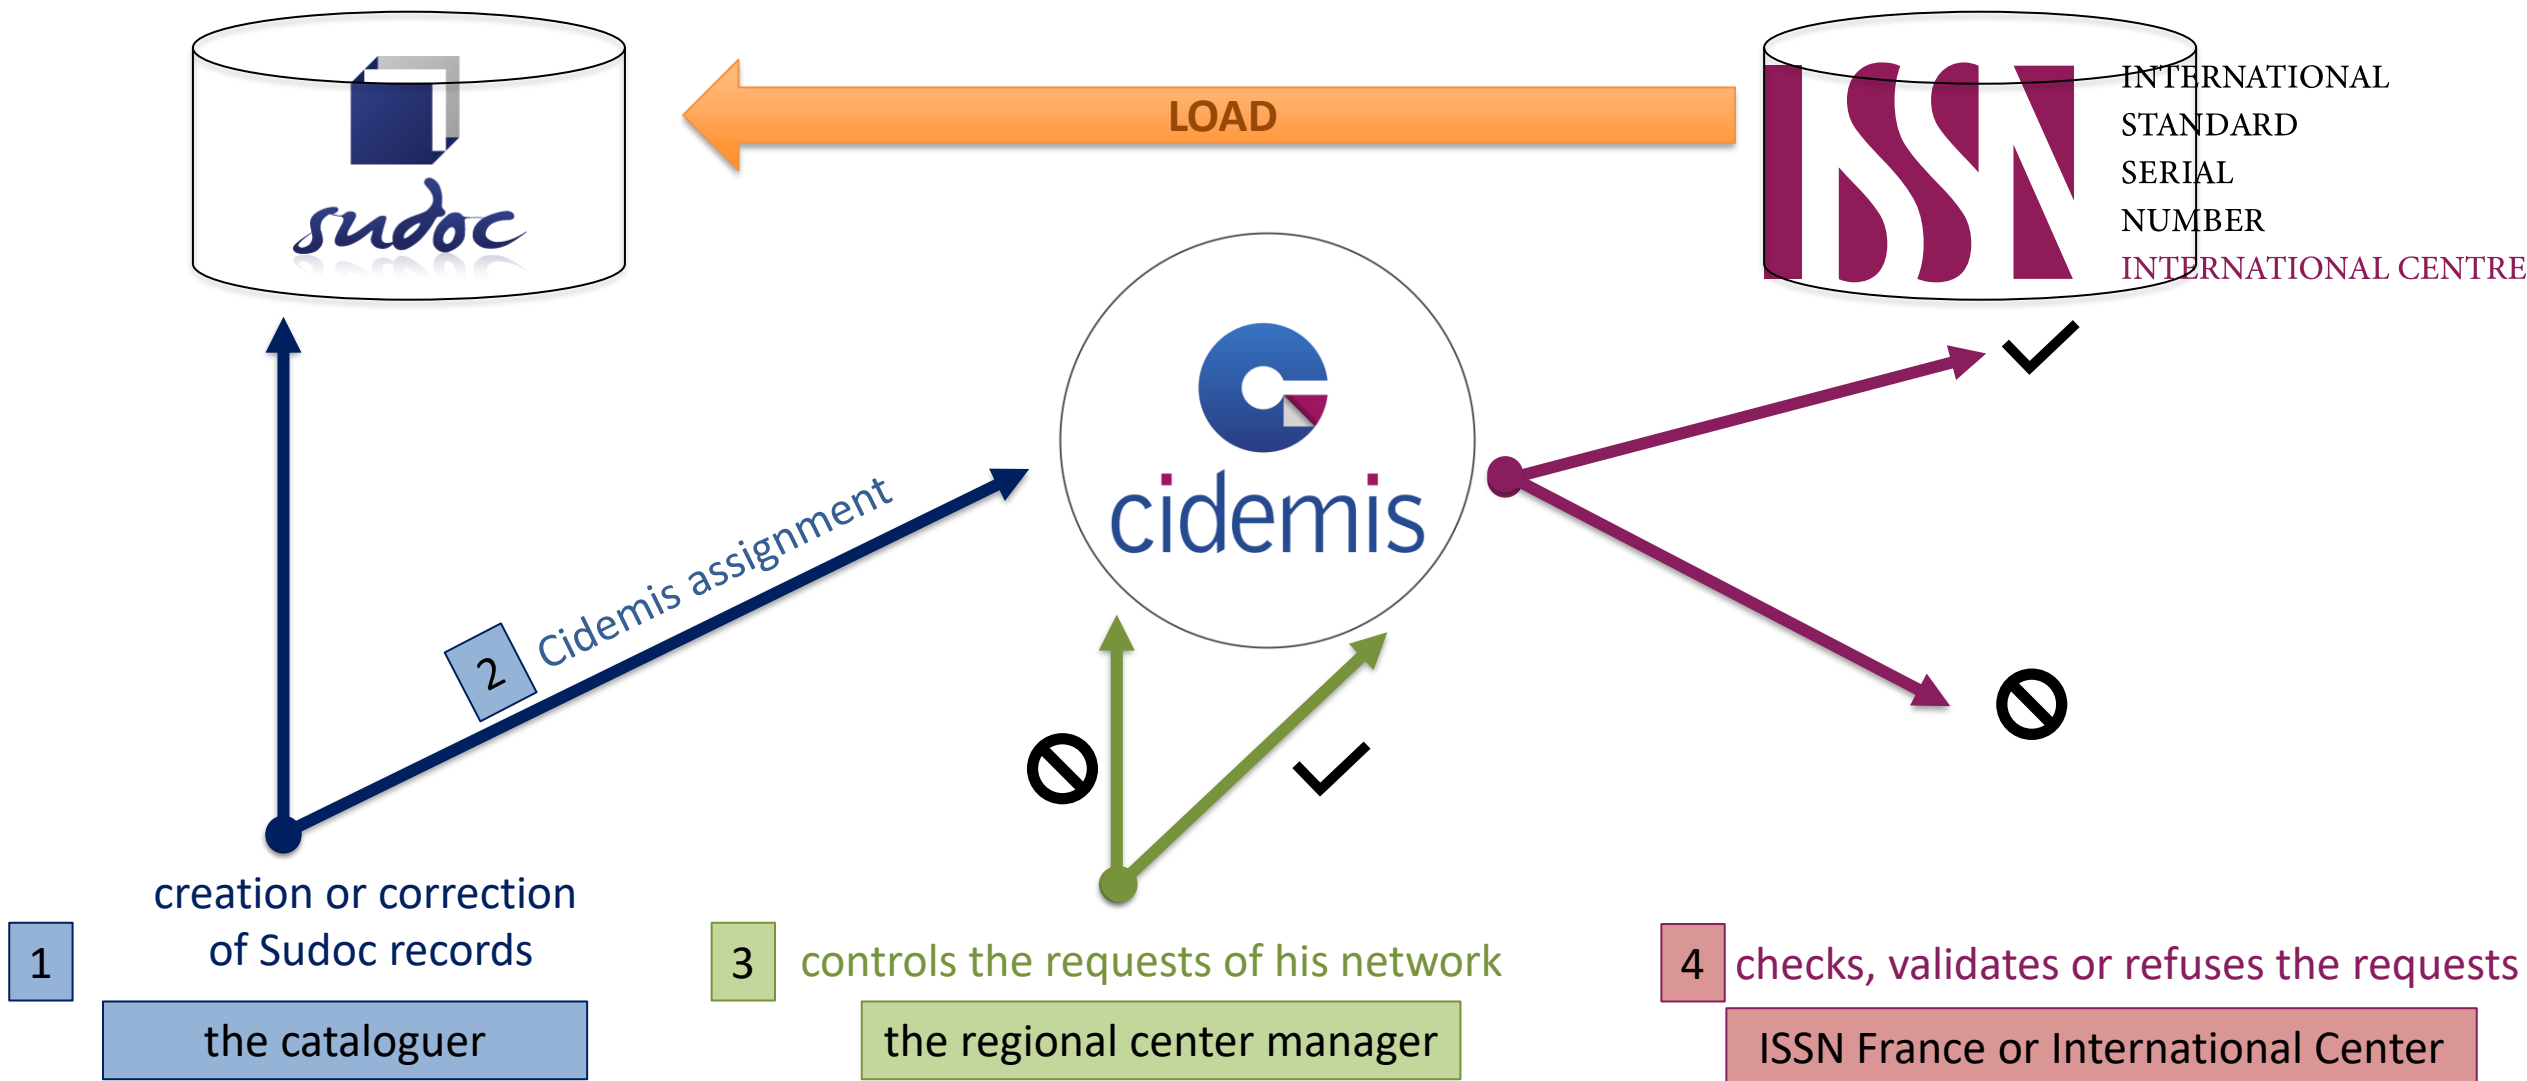 sudoc
LOAD
ISSN
INTERNATIONAL
STANDARD
SERIAL
NUMBER
INTERNATIONAL CENTRE
cidemis
2 Cidemis assignment
creation or correction
of Sudoc records
1
the cataloguer
3 controls the requests of his network
the regional center manager
4 checks, validates or refuses the requests
ISSN France or International Center